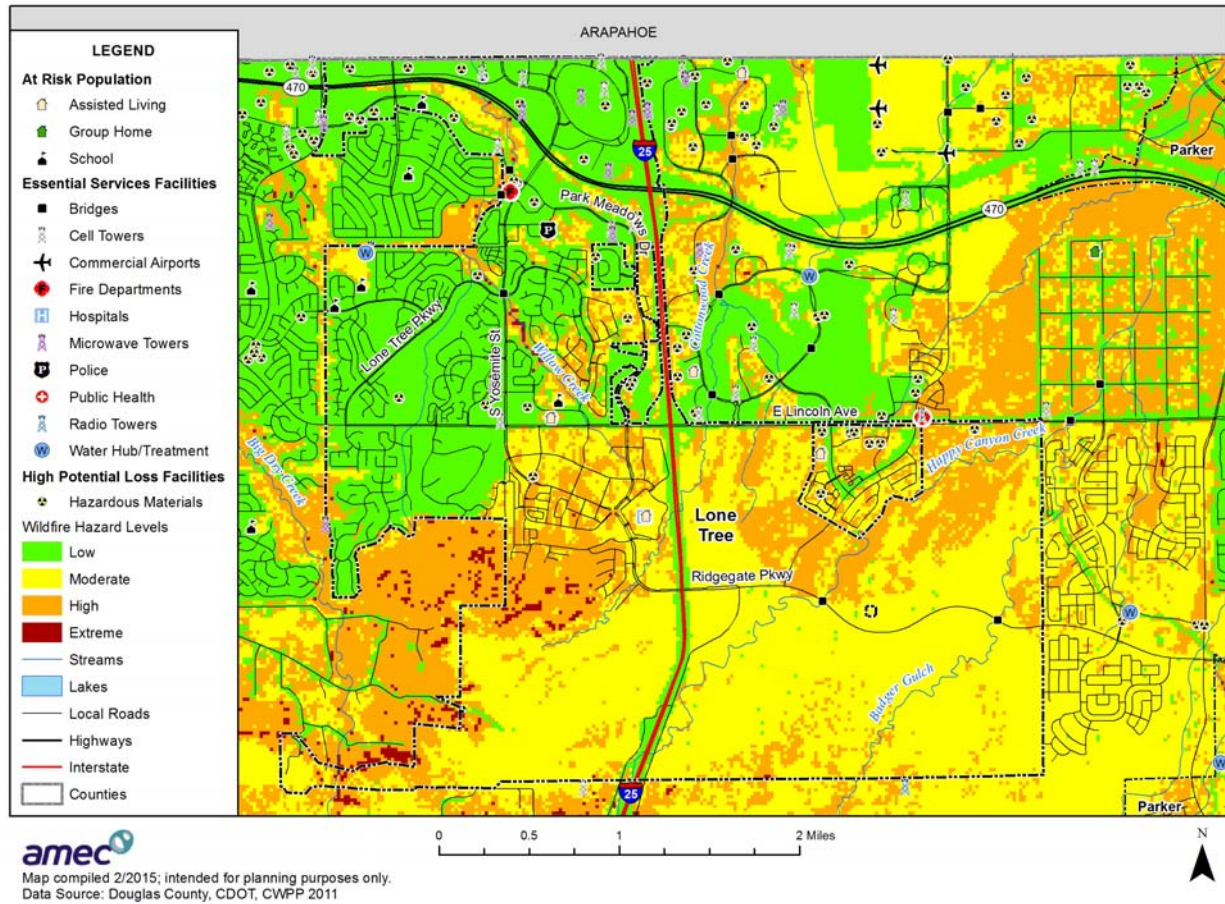 ARAPAHOE
LEGEND
At Risk Population
Assisted Living
Group Home
School
Essential Services Facilities
Bridges
Cell Towers
Commercial Airports
F
Fire Departments
H
Hospitals
Microwave Towers
P
Police
Public Health
Radio Towers
W
Water Hub/Treatment
High Potential Loss Facilities
Hazardous Materials
Wildfire Hazard Levels
Low
Moderate
High
Extreme
Streams
Lakes
Local Roads
Highways
Interstate
Counties
470
25
Parker
F
Park Meadows Dr
470
P
W
Cottonwood Creek
W
Lone Tree Pkwy
S Yosemite St
Willow Creek
E Lincoln Ave
Big Dry Creek
Happy Canyon Creek
Lone
Tree
Ridgegate Pkwy
W
Badger Gulch
W
25
Parker
amec
Map compiled 2/2015; intended for planning purposes only.
Data Source: Douglas County, CDOT, CWPP 2011
0 0.5 1 2 Miles
N